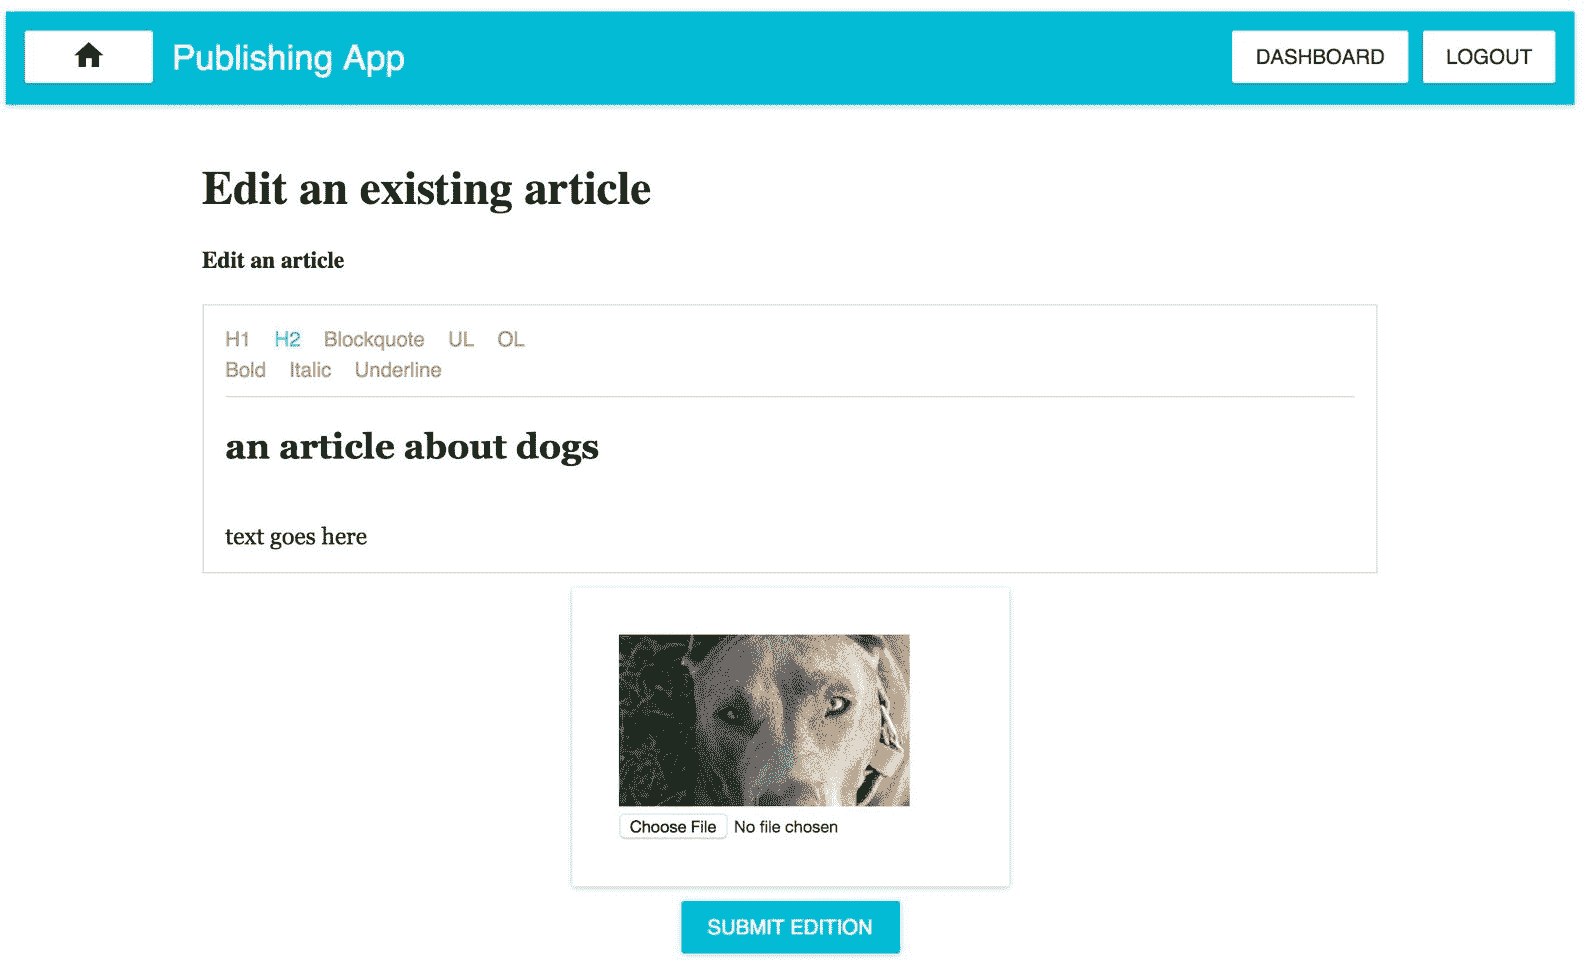 Publishing App DASHBOARD LOGOUT
Edit an existing article
Edit an article
H1 H2 Blockquote UL OL
Bold Italic Underline
an article about dogs
text goes here
Choose File No file chosen
SUBMIT EDITION